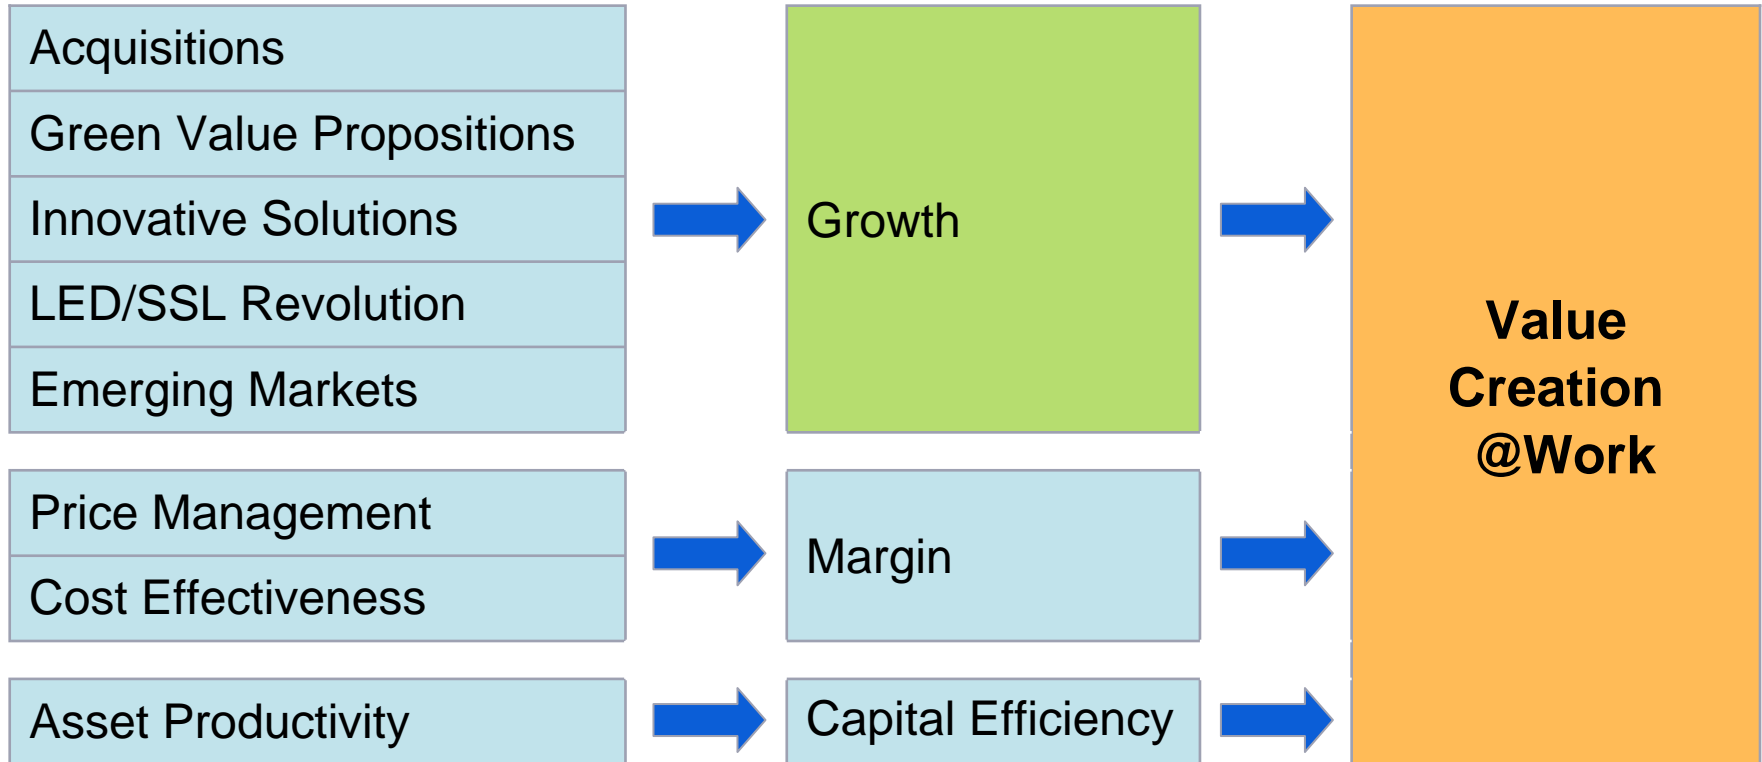 Acquisitions
Green Value Propositions
Innovative Solutions
LED/SSL Revolution
Emerging Markets
Growth
Price Management
Cost Effectiveness
Margin
Asset Productivity
Capital Efficiency
Value
Creation
@Work